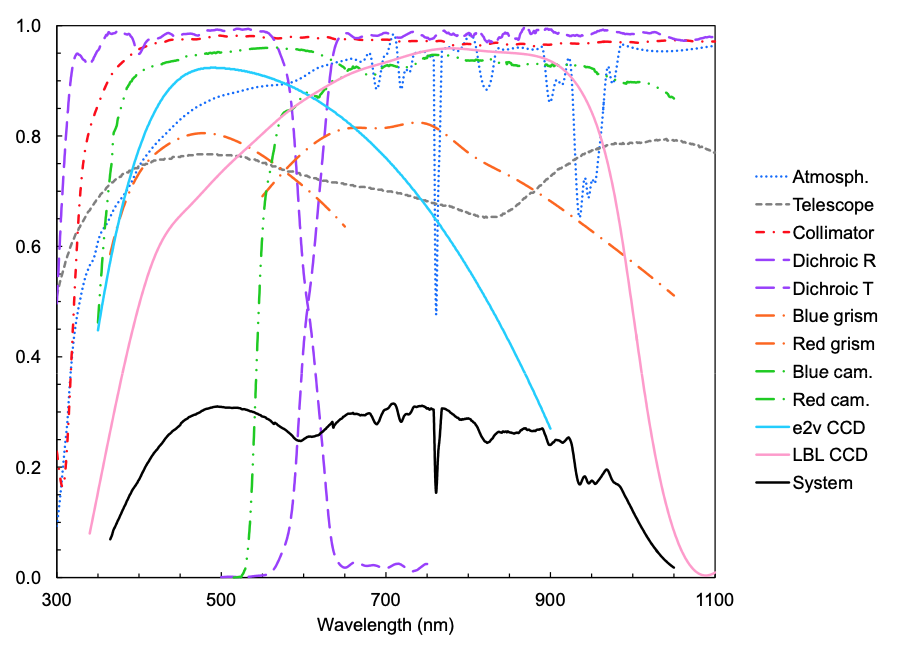 1.0
0.8
0.6
0.4
0.2
0.0
300 500 700 900 1100
Wavelength (nm)
Atmosph.
Telescope
Collimator
Dichroic R
Dichroic T
Blue grism
Red grism
Blue cam.
Red cam.
e2v CCD
LBL CCD
System